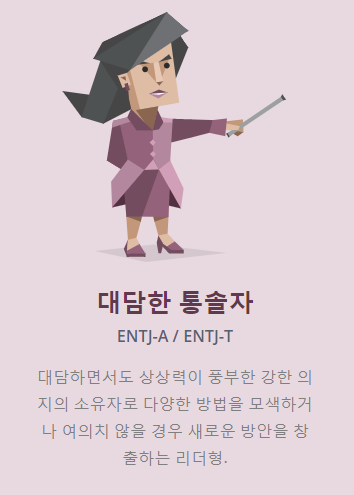 대담한 통솔자
ENTJ-A / ENTJ-T
대담하면서도 상상력이 풍부한 강한 의
지의 소유자로 다양한 방법을 모색하거
나 여의치 않을 경우 새로운 방안을 창
출하는 리더형.